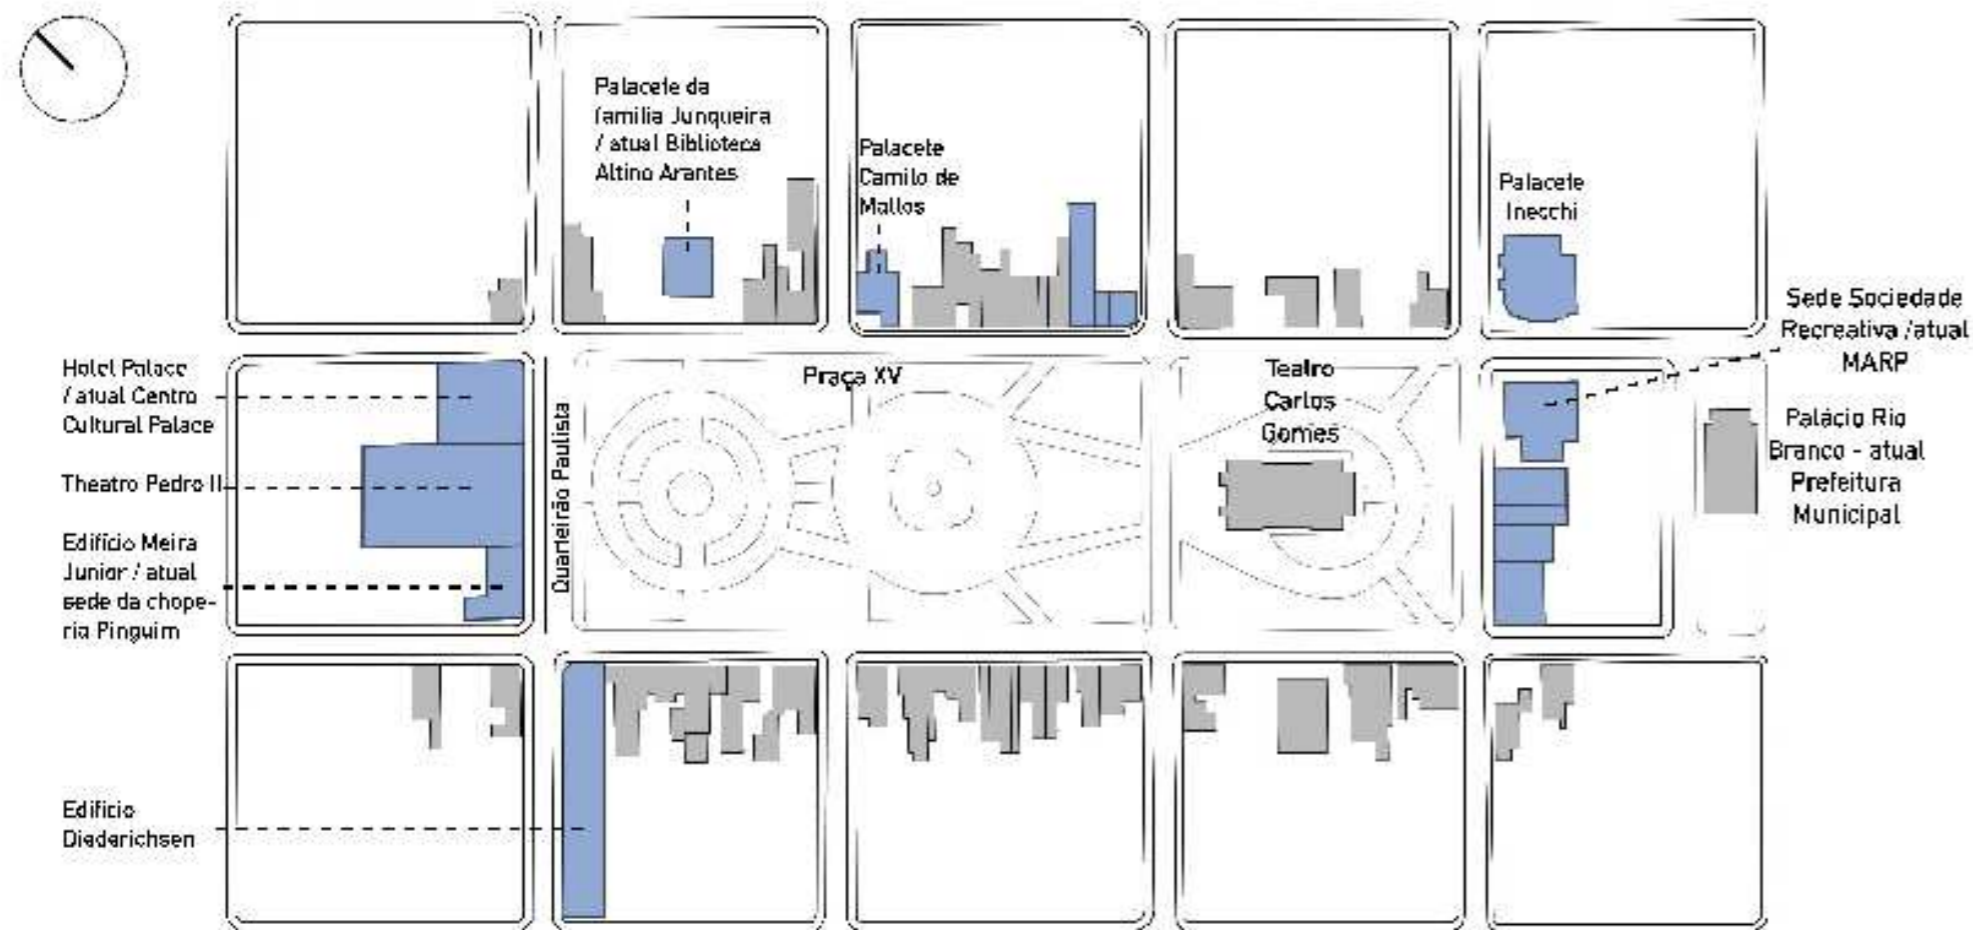 Palacete da
família Junqueira
/ atual Biblioteca
Altino Arantes
Palacete
Camilo de
Mattos
Palacete
Inecchi
Sede Sociedade
Recreativa /atual
MARP
Hotel Palace
/ atual Centro
Cultural Palace
Quarteirão Paulista
Praça XV
Teatro
Carlos
Gomes
Palácio Rio
Branco - atual
Prefeitura
Municipal
Theatro Pedro II
Edifício Meira
Junior / atual
sede da chope-
ria Pinguim
Edifício
Diederichsen